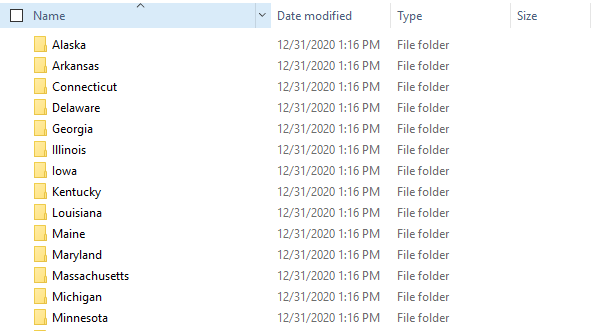 Name Date modified Type Size
Alaska 12/31/2020 1:16 PM File folder
Arkansas 12/31/2020 1:16 PM File folder
Connecticut 12/31/2020 1:16 PM File folder
Delaware 12/31/2020 1:16 PM File folder
Georgia 12/31/2020 1:16 PM File folder
Illinois 12/31/2020 1:16 PM File folder
Iowa 12/31/2020 1:16 PM File folder
Kentucky 12/31/2020 1:16 PM File folder
Louisiana 12/31/2020 1:16 PM File folder
Maine 12/31/2020 1:16 PM File folder
Maryland 12/31/2020 1:16 PM File folder
Massachusetts 12/31/2020 1:16 PM File folder
Michigan 12/31/2020 1:16 PM File folder
Minnesota 12/31/2020 1:16 PM File folder